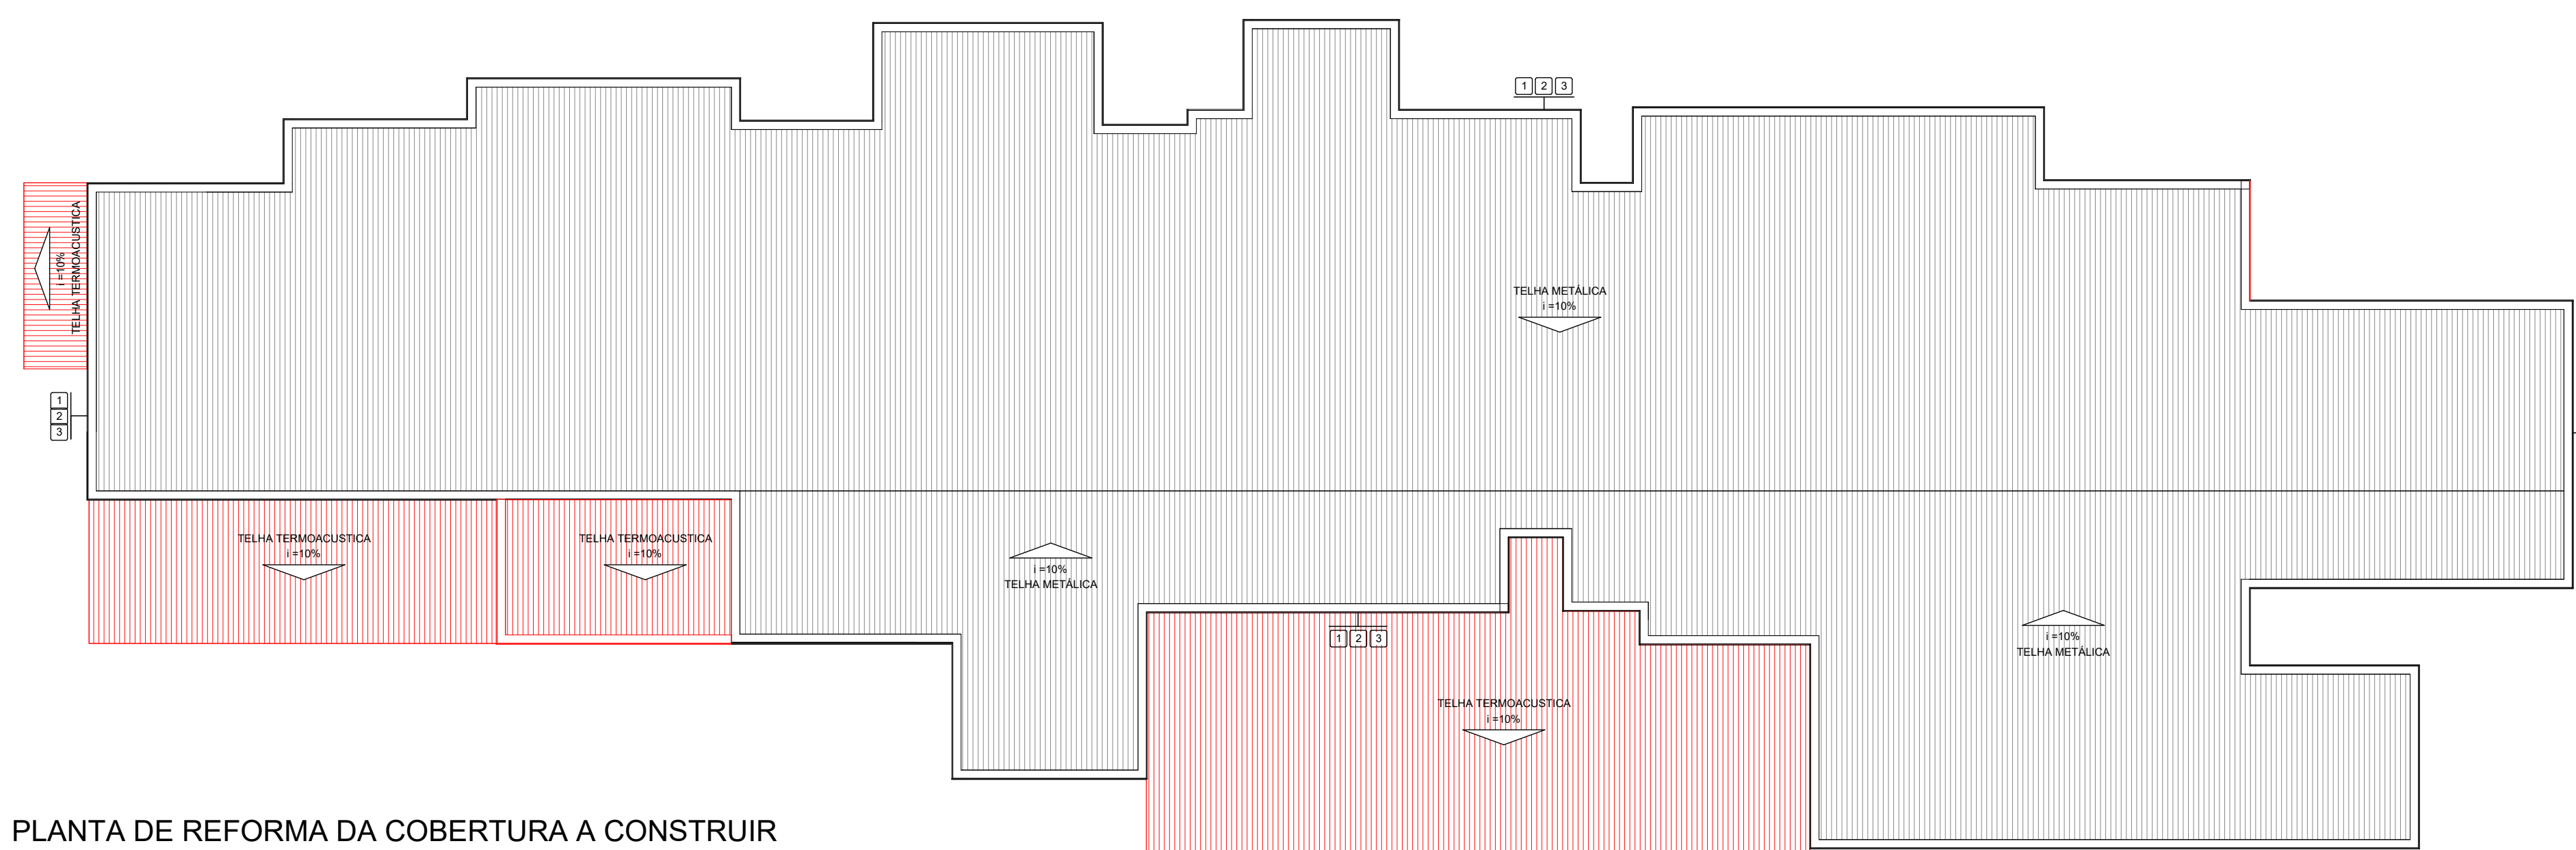 1 2 3
TELHA TERMOACUSTICA
i =10%
TELHA METÁLICA
i =10%
1
2
3
TELHA TERMOACUSTICA
i =10%
TELHA TERMOACUSTICA
i =10%
i =10%
TELHA METÁLICA
1 2 3
i =10%
TELHA METÁLICA
TELHA TERMOACUSTICA
i =10%
PLANTA DE REFORMA DA COBERTURA A CONSTRUIR